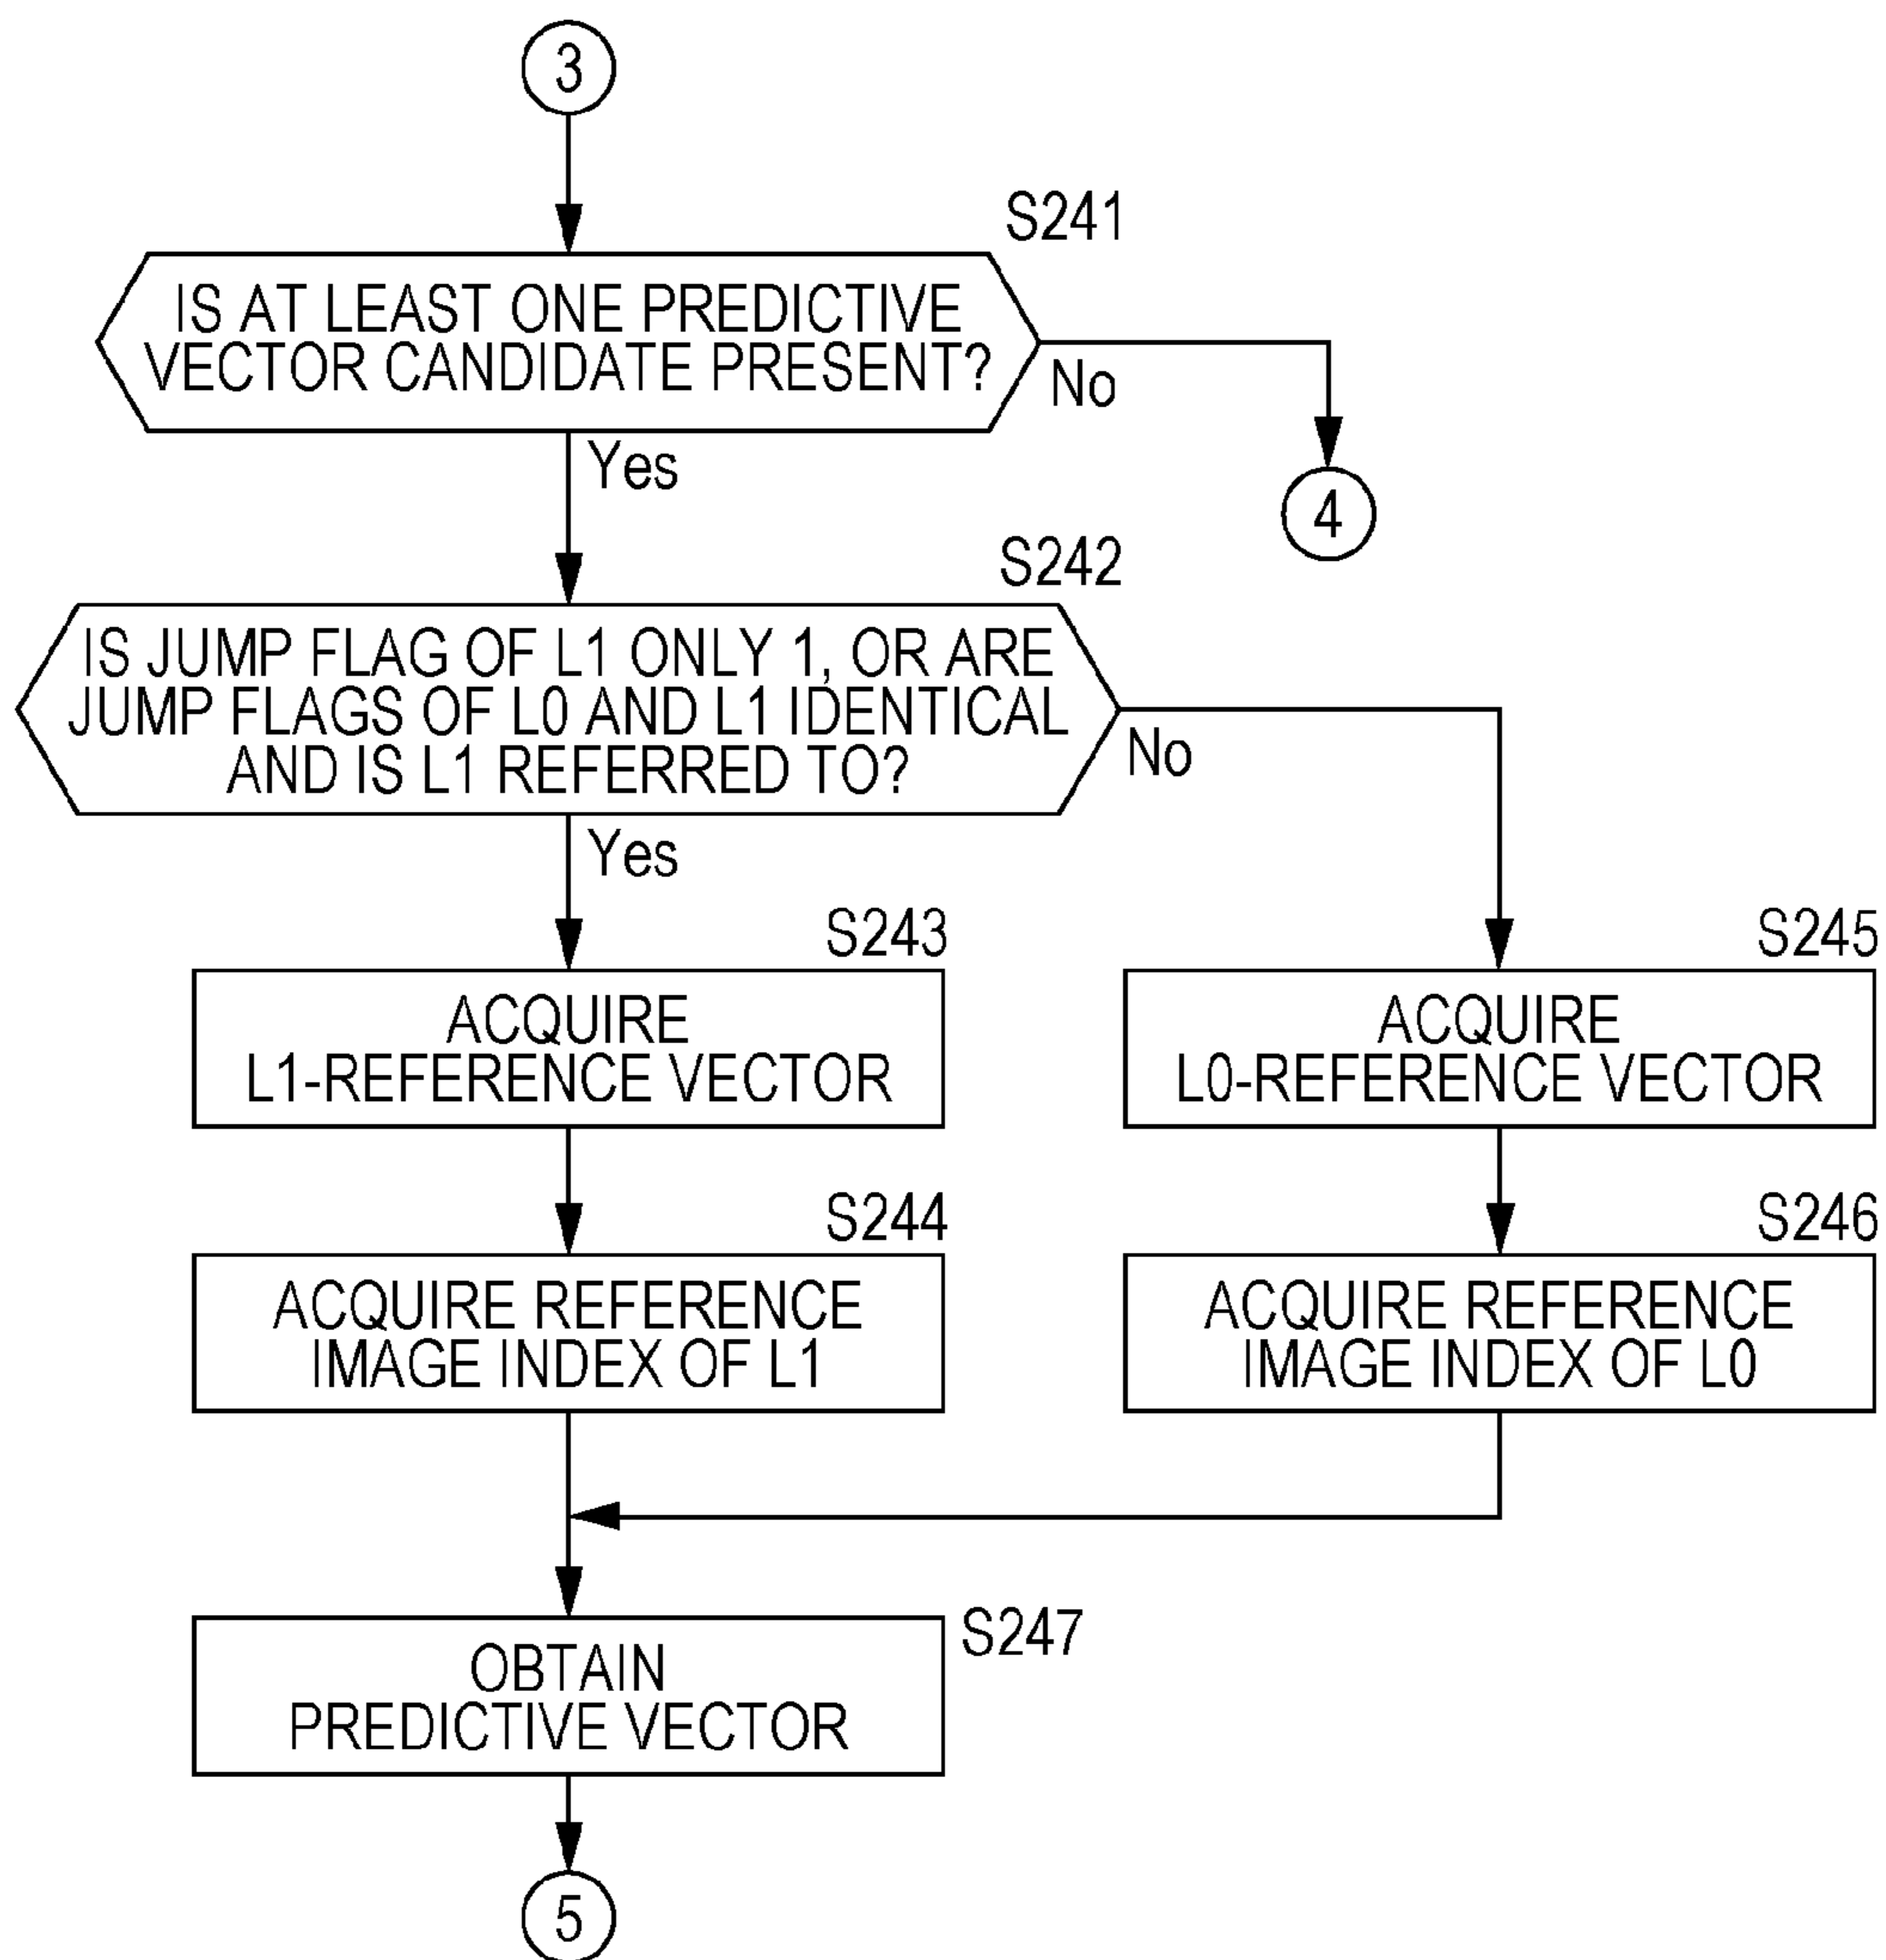 3
S241
IS AT LEAST ONE PREDICTIVE
VECTOR CANDIDATE PRESENT?
No
Yes
4
S242
IS JUMP FLAG OF L1 ONLY 1, OR ARE
JUMP FLAGS OF L0 AND L1 IDENTICAL
AND IS L1 REFERRED TO?
No
Yes
S243
ACQUIRE
L1-REFERENCE VECTOR
S245
ACQUIRE
L0-REFERENCE VECTOR
S244
ACQUIRE REFERENCE
IMAGE INDEX OF L1
S246
ACQUIRE REFERENCE
IMAGE INDEX OF L0
S247
OBTAIN
PREDICTIVE VECTOR
5